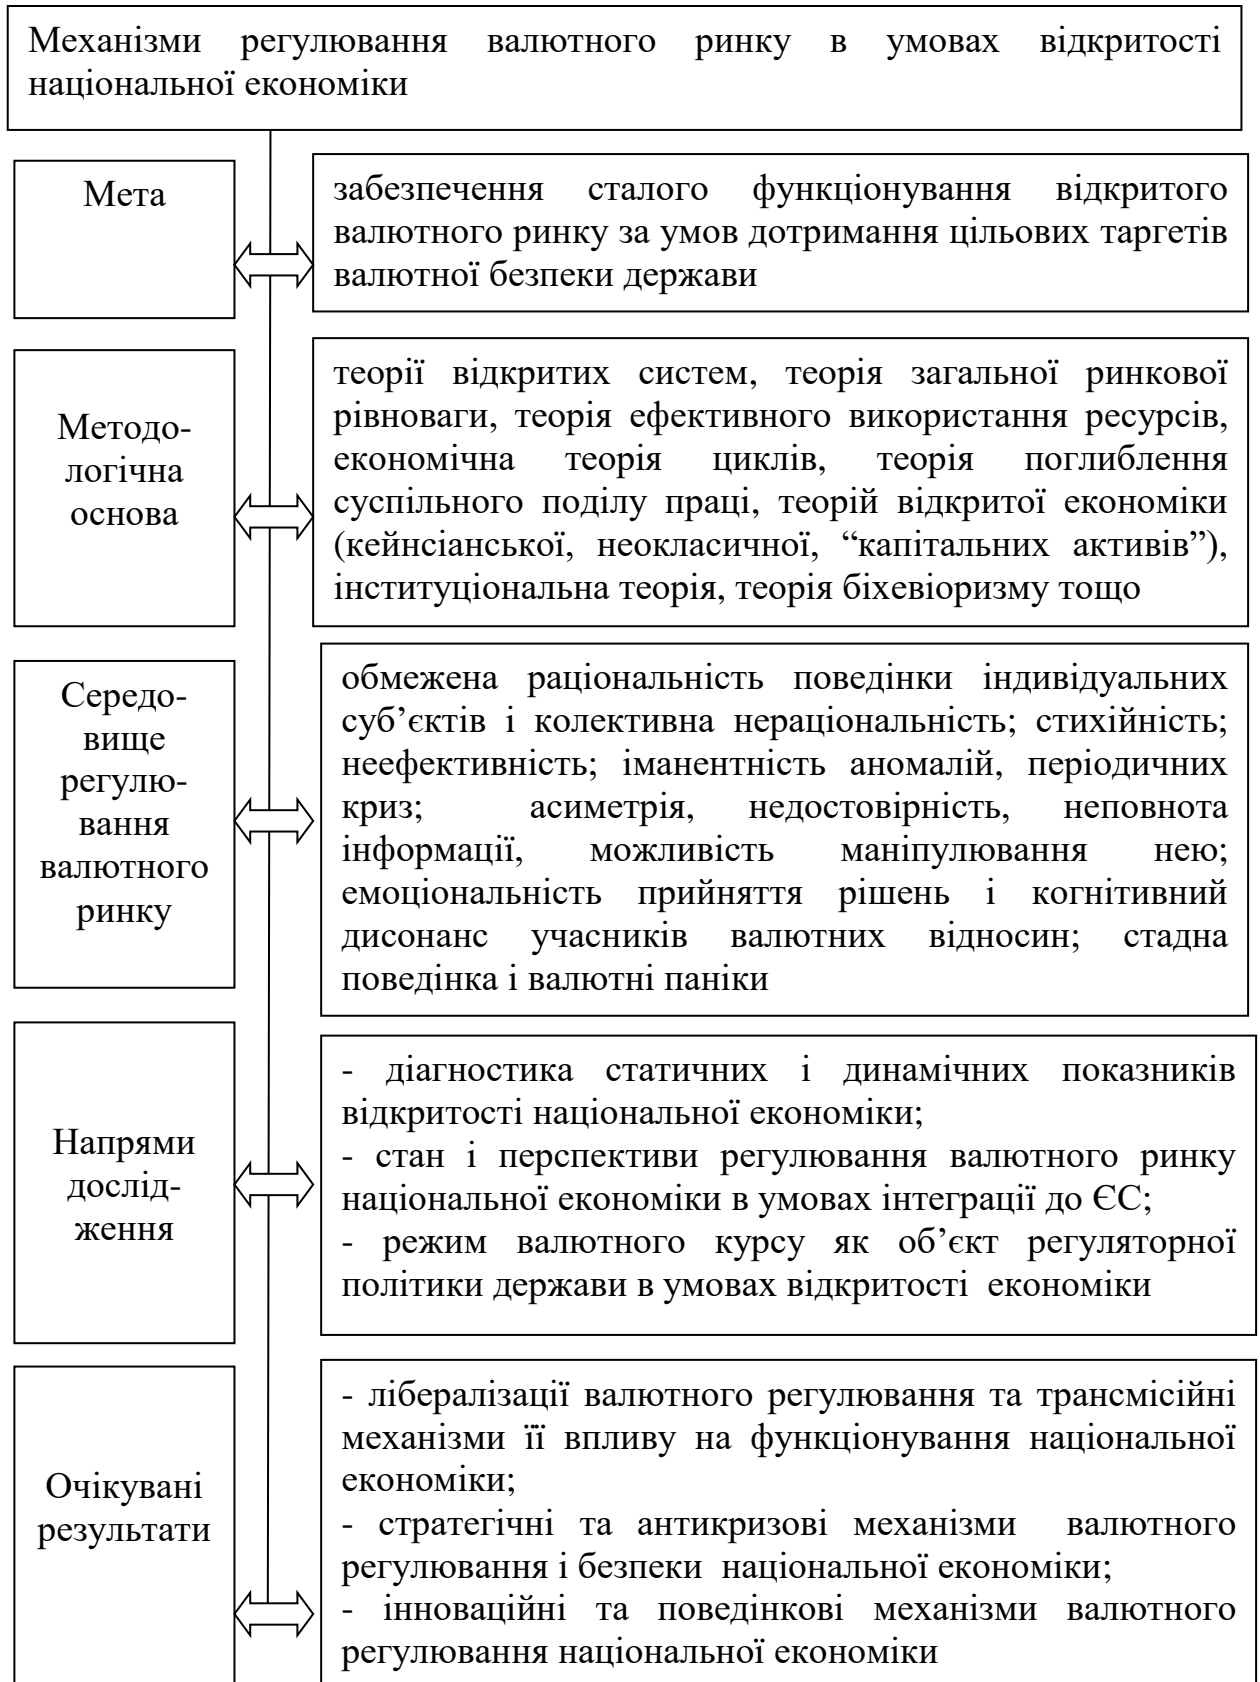 Механізми регулювання валютного ринку в умовах відкритості
національної економіки
Мета
забезпечення сталого функціонування відкритого
валютного ринку за умов дотримання цільових таргетів
валютної безпеки держави
Методо-
логічна
основа
теорії відкритих систем, теорія загальної ринкової
рівноваги, теорія ефективного використання ресурсів,
економічна теорія циклів, теорія поглиблення
суспільного поділу праці, теорій відкритої економіки
(кейнсіанської, неокласичної, “капітальних активів”),
інституціональна теорія, теорія біхевіоризму тощо
Середо-
вище
регулю-
вання
валютного
ринку
обмежена раціональність поведінки індивідуальних
суб’єктів і колективна нераціональність; стихійність;
неефективність; іманентність аномалій, періодичних
криз; асиметрія, недостовірність, неповнота
інформації, можливість маніпулювання нею;
емоціональність прийняття рішень і когнітивний
дисонанс учасників валютних відносин; стадна
поведінка і валютні паніки
Напрями
дослід-
ження
- діагностика статичних і динамічних показників
відкритості національної економіки;
- стан і перспективи регулювання валютного ринку
національної економіки в умовах інтеграції до ЄС;
- режим валютного курсу як об’єкт регуляторної
політики держави в умовах відкритості економіки
Очікувані
результати
- лібералізації валютного регулювання та трансмісійні
механізми її впливу на функціонування національної
економіки;
- стратегічні та антикризові механізми валютного
регулювання і безпеки національної економіки;
- інноваційні та поведінкові механізми валютного
регулювання національної економіки